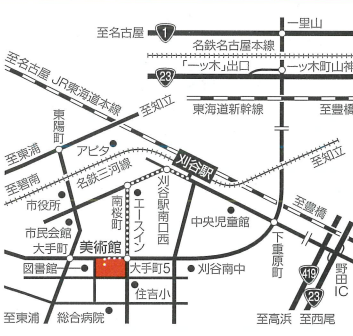 至名古屋
1
一里山
名鉄名古屋本線
23
「一ッ木」出口
一ッ木町山神
至名古屋
JR東海道本線
東海道新幹線
至豊橋
至知立
東陽町
アピタ
刈谷駅
至東浦
至碧南
名鉄三河線
至知立
市役所
南桜町
エースイン
刈谷駅南口西
中央児童館
至豊橋
市民会館
大手町
美術館
下重原町
図書館
大手町5
刈谷南中
419
野田IC
住吉小
23
至東浦
総合病院
至高浜
至西尾